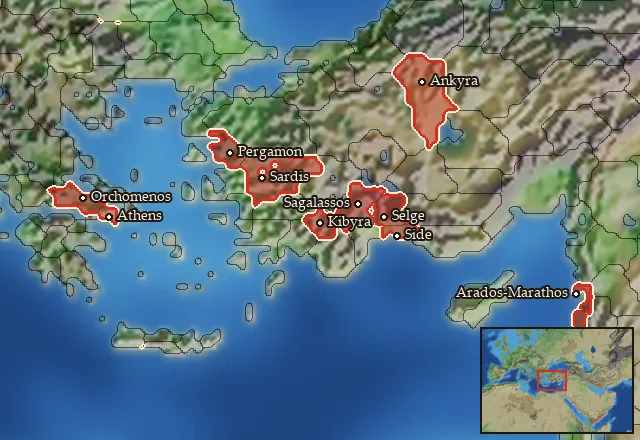 Ankyra
Pergamon
Sardis
Orchomenos
Sagalassos
Athens
Selge
Kibyra
Side
Arados-Marathos